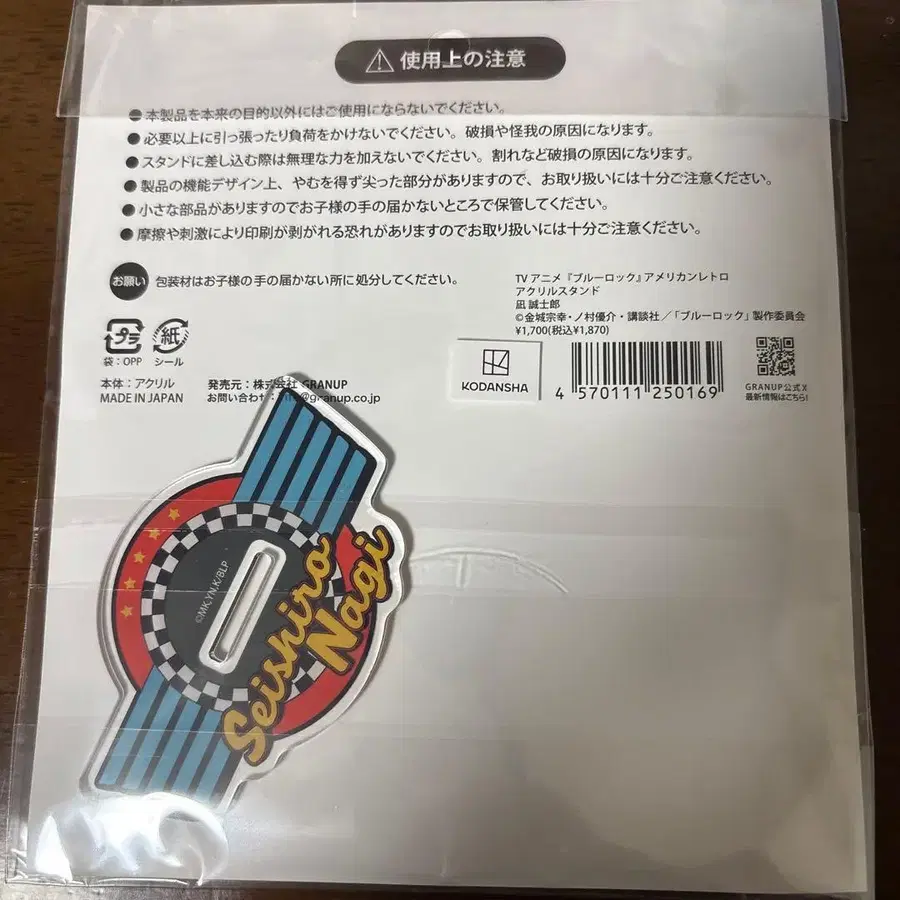 使用上の注意
● 本製品を本来の目的以外にはご使用にならないでください。
● 必要以上に引っ張ったり負荷をかけないでください。破損や怪我の原因になります。
● スタンドに差し込む際は無理な力を加えないでください。割れなど破損の原因になります。
● 製品の機能デザイン上、やむを得ず尖った部分がありますので、お取り扱いには十分ご注意ください。
● 小さな部品がありますのでお子様の手の届かないところで保管してください。
● 摩擦や刺激により印刷が剥がれる恐れがありますのでお取り扱いには十分ご注意ください。
お願い 包装材はお子様の手の届かない所に処分してください。
プラ 紙
袋：OPP シール
本体：アクリル
MADE IN JAPAN
発売元：株式会社 GRANUP
お問い合わせ：
@granup.co.jp
TV アニメ『ブルーロック』アメリカンレトロ
アクリルスタンド
凪 誠士郎
©金城宗幸・ノ村優介・講談社／「ブルーロック」製作委員会
¥1,700(税込¥1,870)
KODANSHA
4 570111 250169
GRANUP公式X
最新情報はこちら!
©MK,YN,K/BLP
Seishiro
Nagi